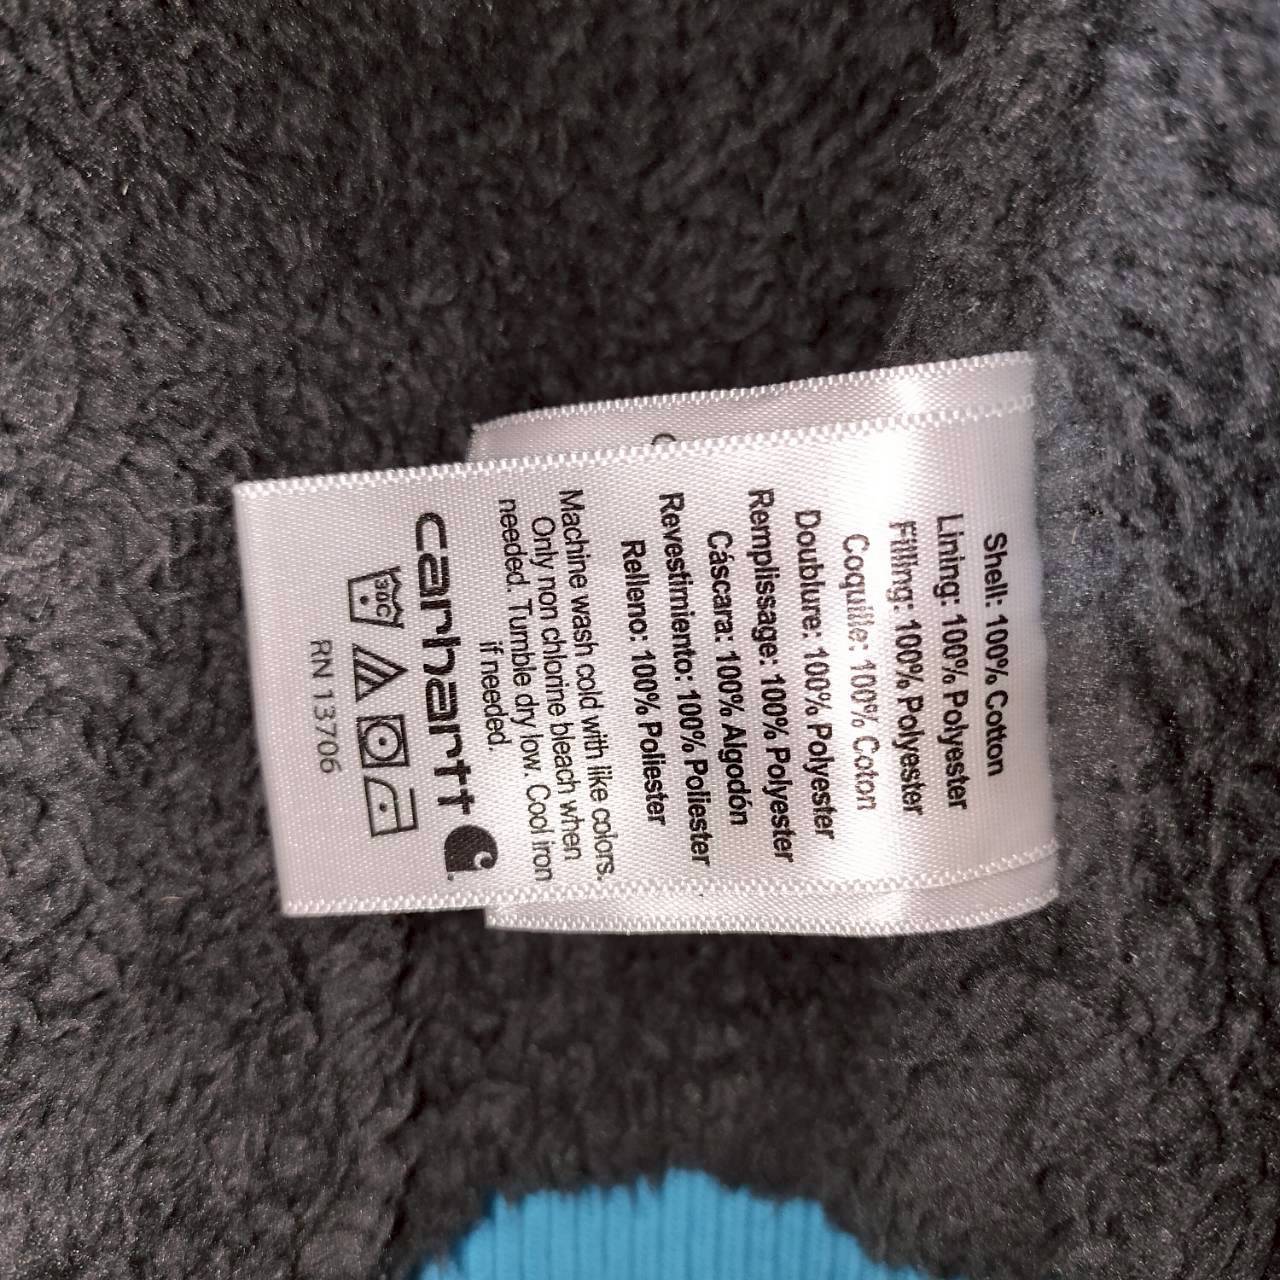 Shell: 100% Cotton
Lining: 100% Polyester
Filling: 100% Polyester
Coquille: 100% Coton
Doublure: 100% Polyester
Remplissage: 100% Polyester
Cáscara: 100% Algodón
Revestimiento: 100% Poliester
Relleno: 100% Poliester
Machine wash cold with like colors.
Only non chlorine bleach when
needed. Tumble dry low. Cool iron
if needed.
carhartt
30C
RN 13706